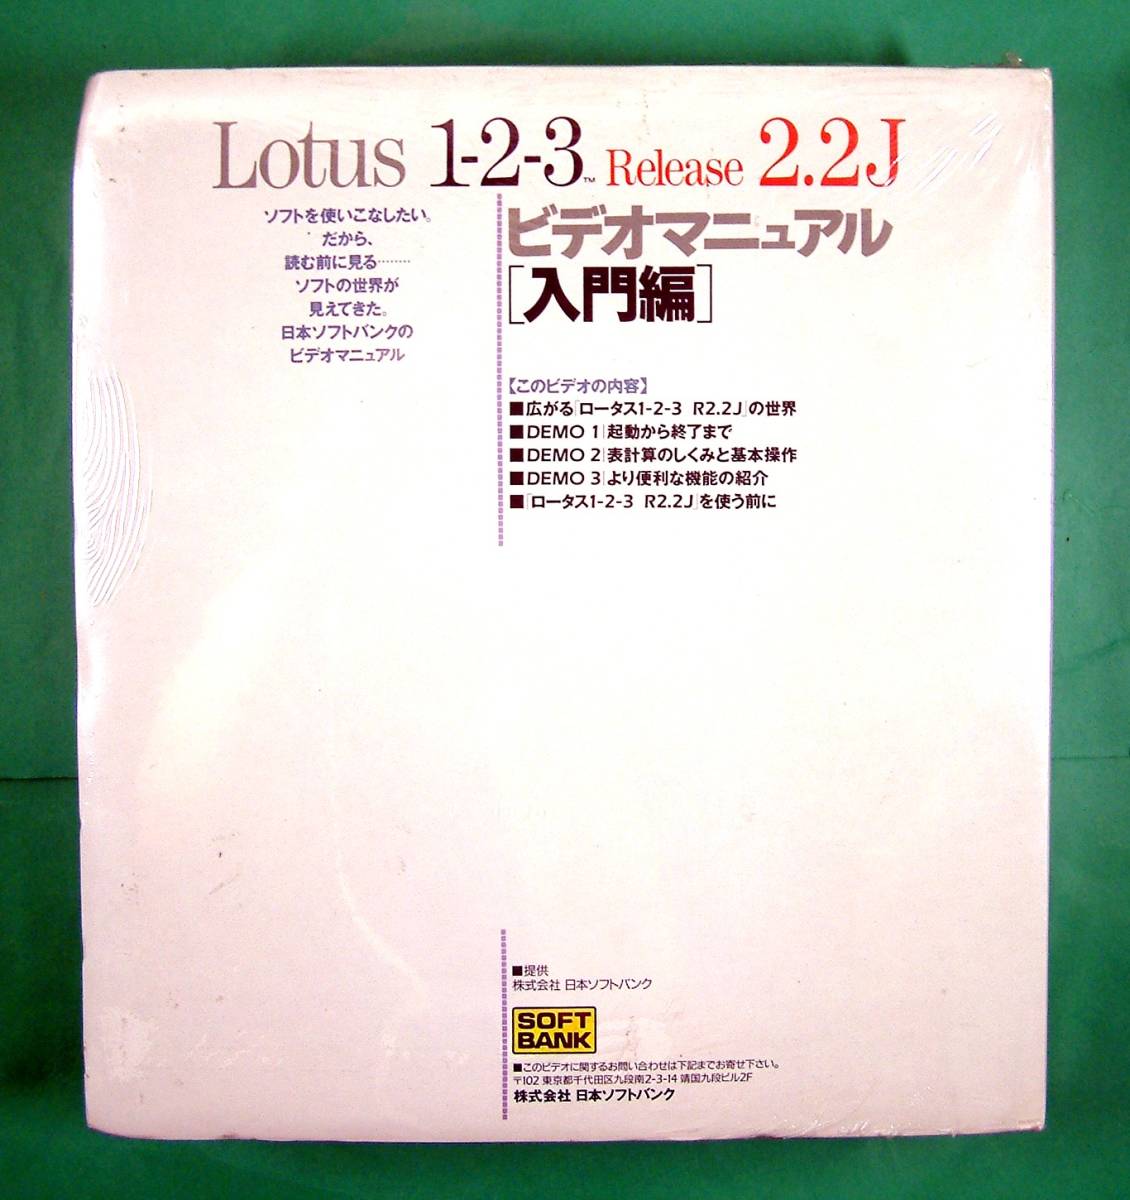 Lotus 1-2-3™ Release 2.2J
ソフトを使いこなしたい。
だから、
読む前に見る………
ソフトの世界が
見えてきた。
日本ソフトバンクの
ビデオマニュアル
ビデオマニュアル
[入門編]
【このビデオの内容】
■広がる「ロータス1-2-3 R2.2J」の世界
■DEMO 1|起動から終了まで
■DEMO 2|表計算のしくみと基本操作
■DEMO 3|より便利な機能の紹介
■「ロータス1-2-3 R2.2J」を使う前に
■提供
株式会社 日本ソフトバンク
SOFT
BANK
■このビデオに関するお問い合わせは下記までお寄せ下さい。
〒102 東京都千代田区九段南2-3-14 靖国九段ビル2F
株式会社 日本ソフトバンク